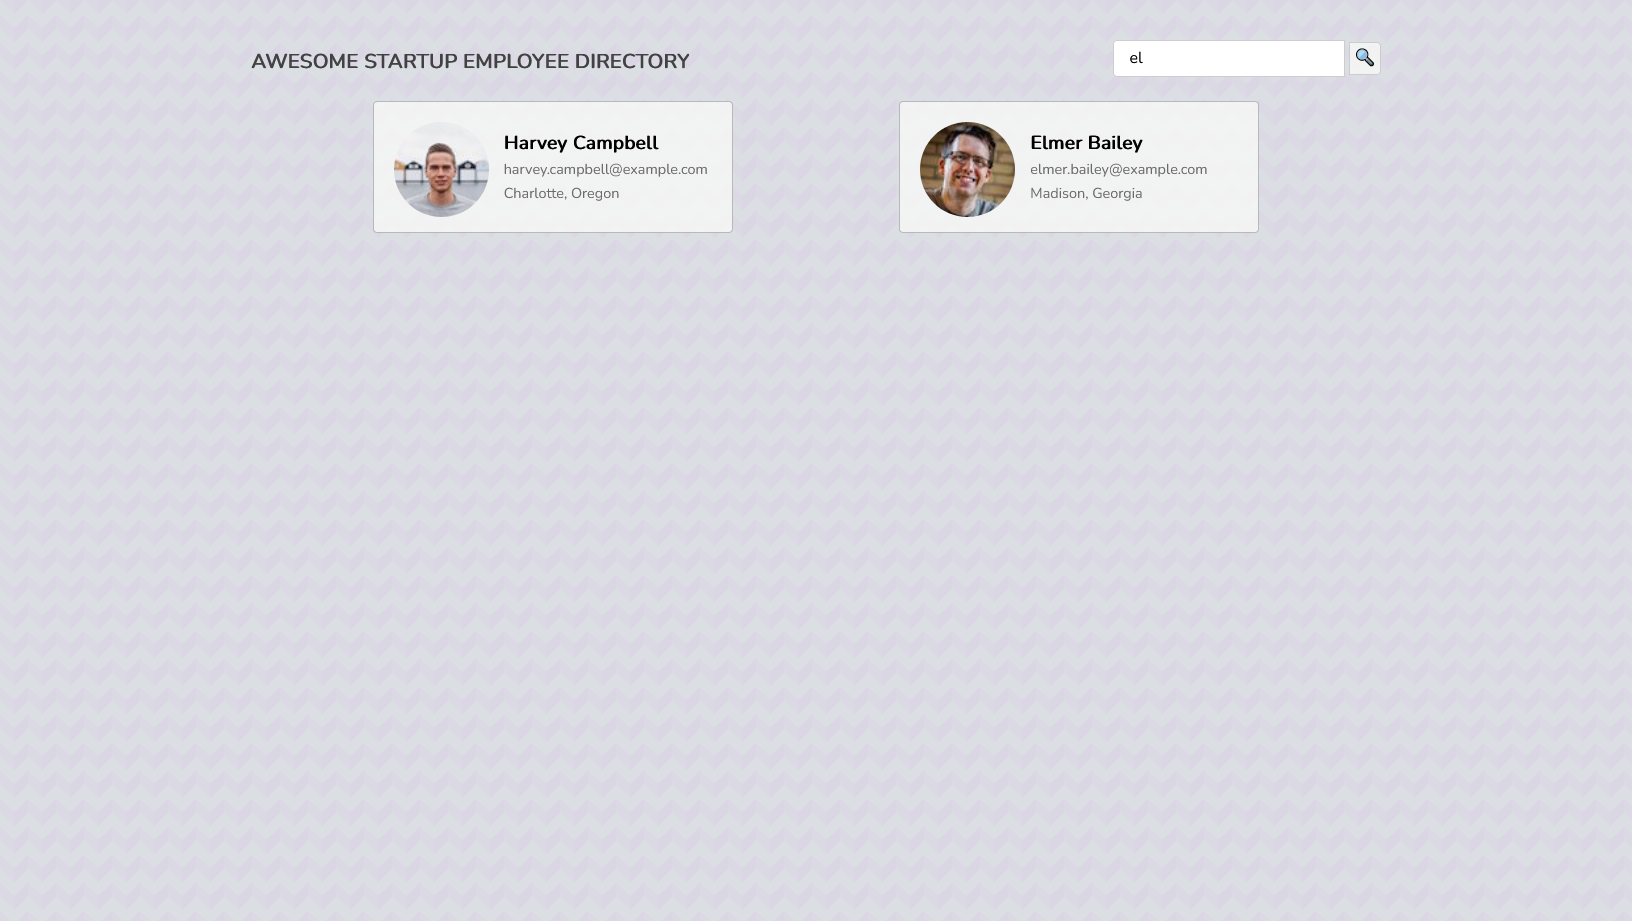 AWESOME STARTUP EMPLOYEE DIRECTORY
el
Harvey Campbell
harvey.campbell@example.com
Charlotte, Oregon
Elmer Bailey
elmer.bailey@example.com
Madison, Georgia